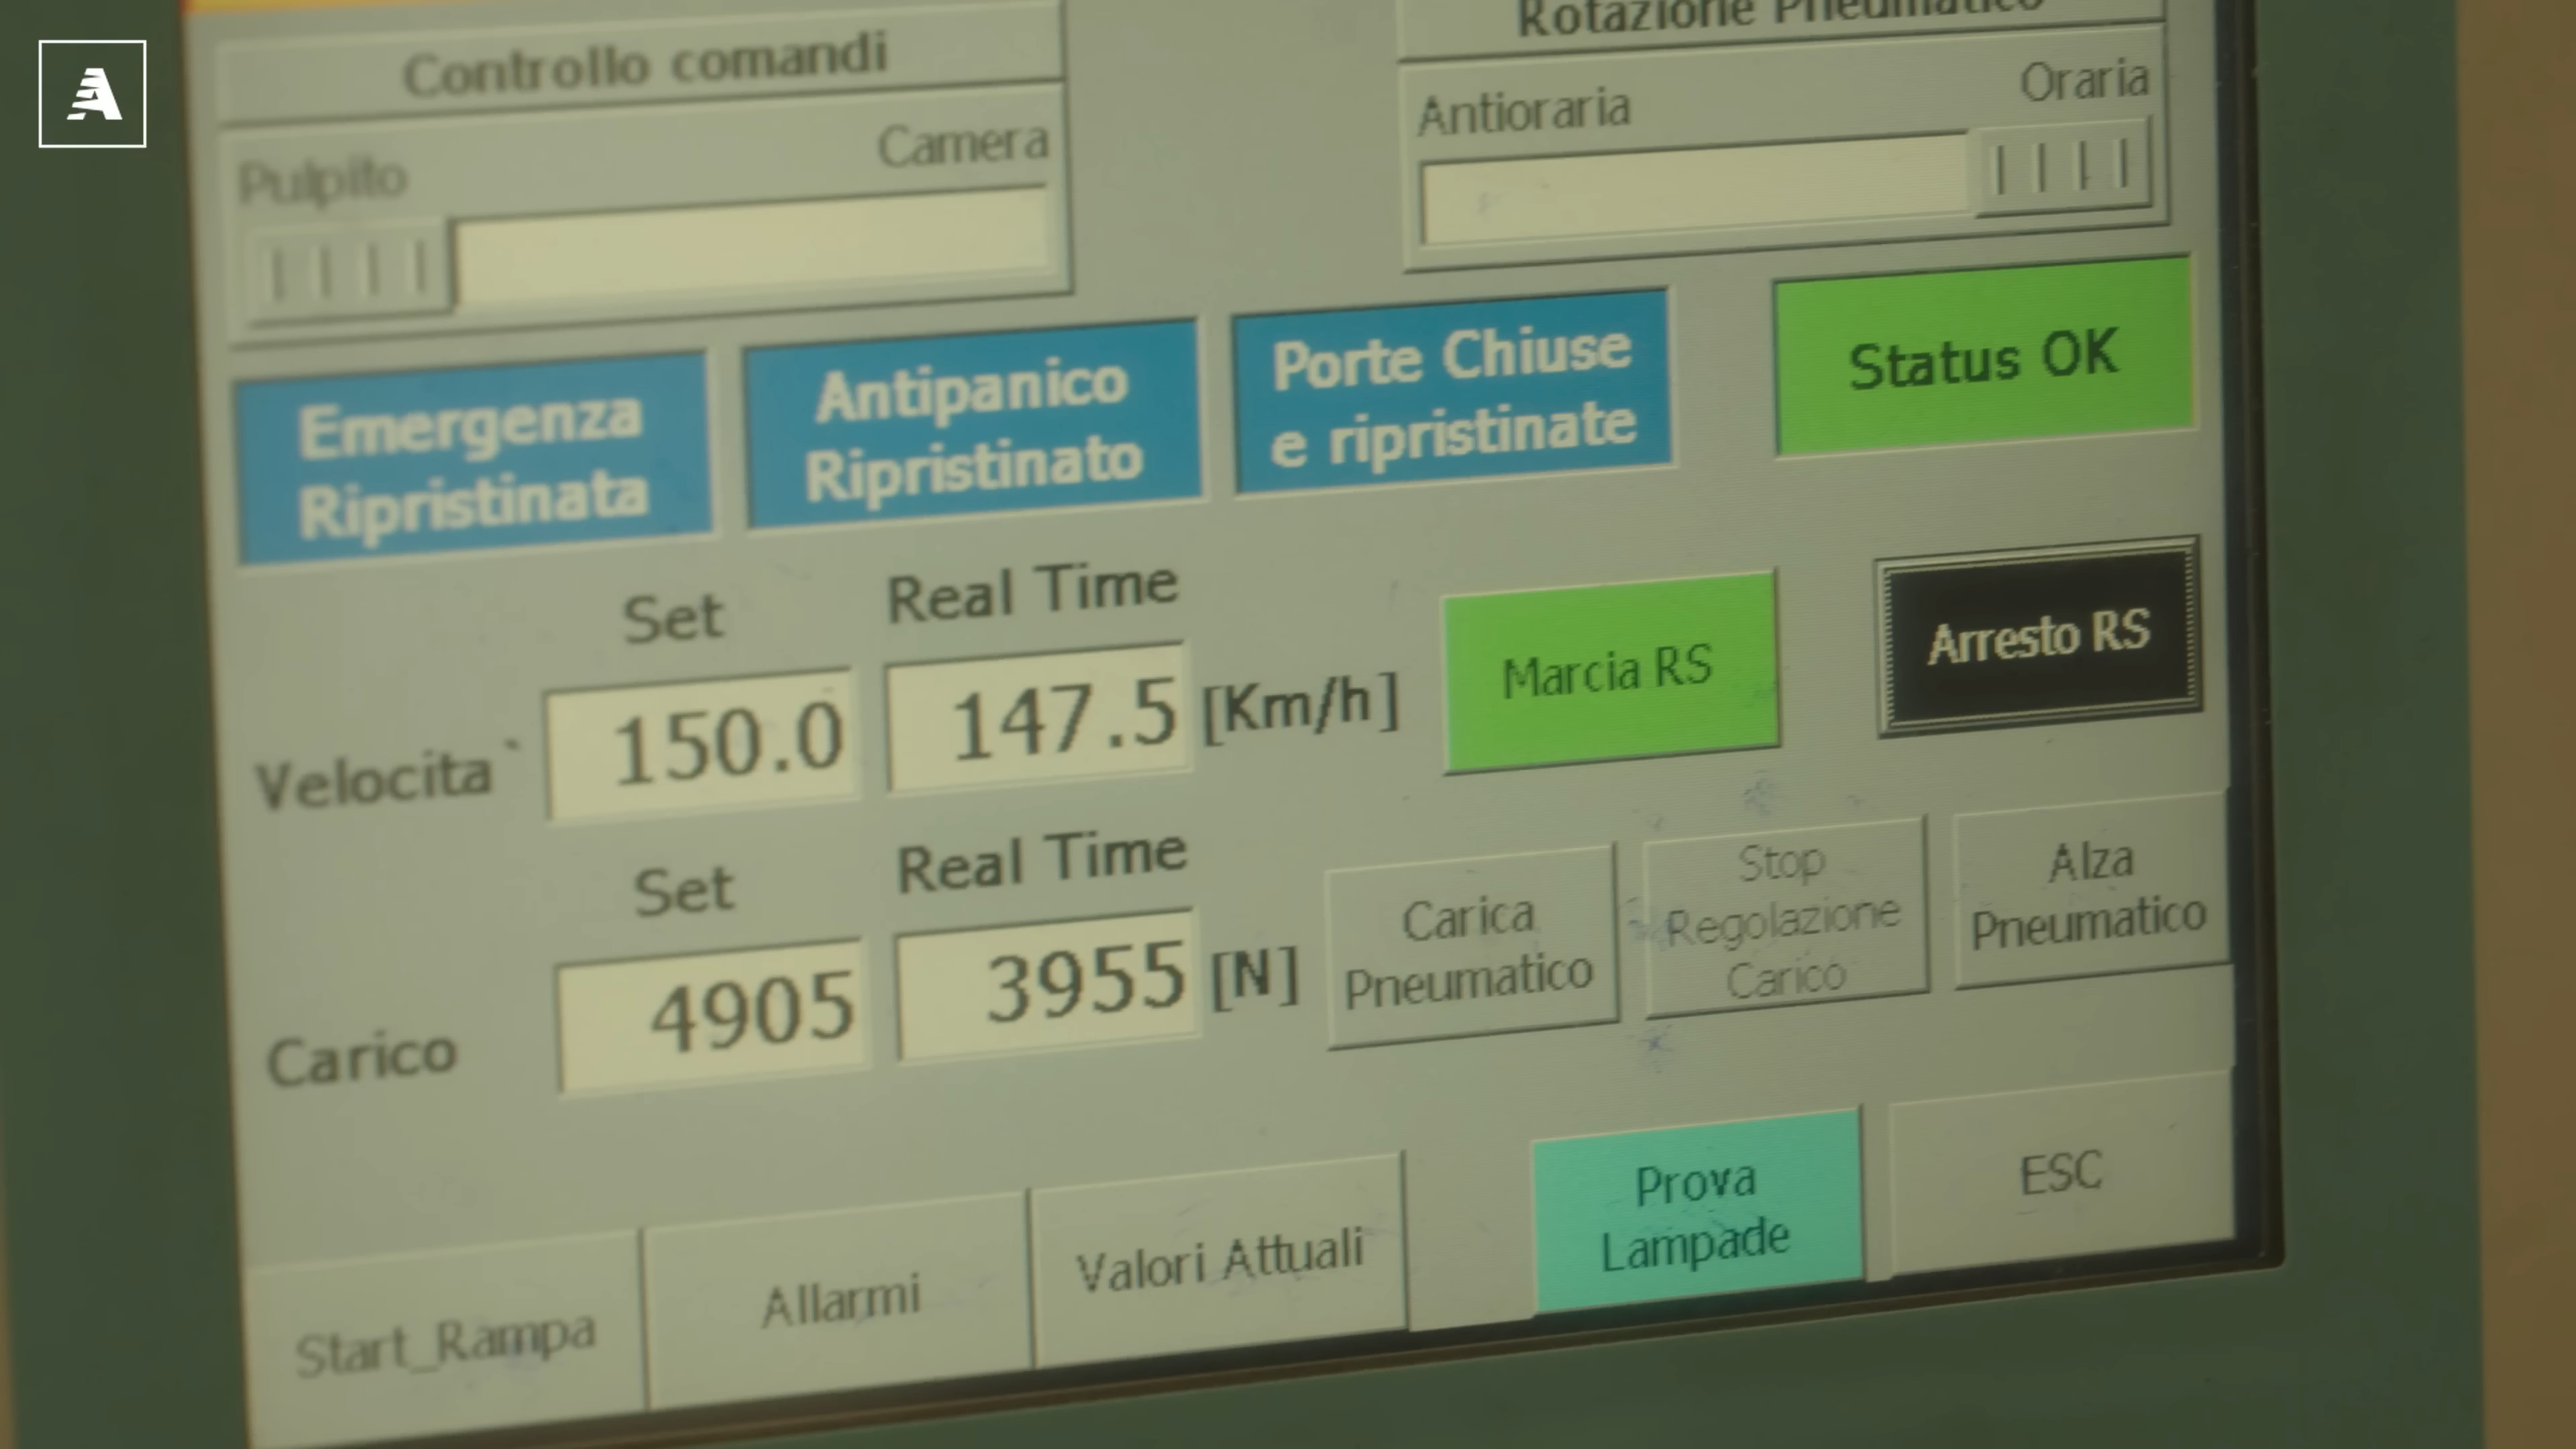 Controllo comandi
Pulpito Camera
Rotazione Pneumatico
Antioraria Oraria
Emergenza
Ripristinata
Antipanico
Ripristinato
Porte Chiuse
e ripristinate
Status OK
Set Real Time
Velocita` 150.0 147.5 [Km/h]
Marcia RS
Arresto RS
Set Real Time
Carico 4905 3955 [N]
Carica
Pneumatico
Stop
Regolazione
Carico
Alza
Pneumatico
Start_Rampa
Allarmi
Valori Attuali
Prova
Lampade
ESC